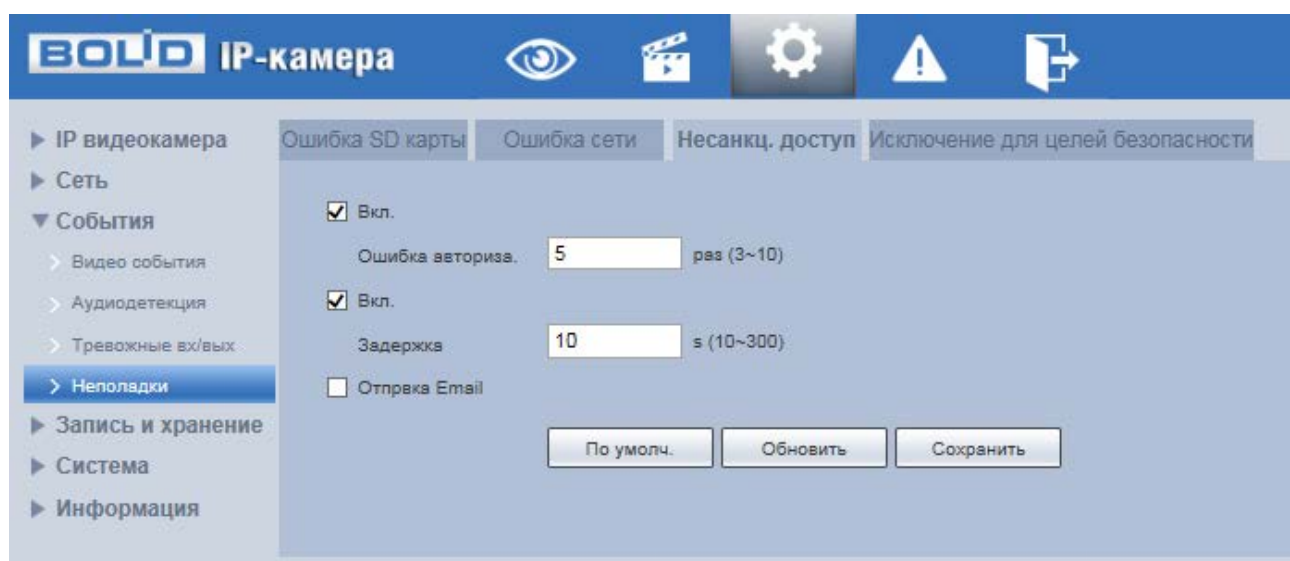 BOLID IP-камера
IP видеокамера
Сеть
События
Видео события
Аудиодетекция
Тревожные вх/вых
Неполадки
Запись и хранение
Система
Информация
Ошибка SD карты Ошибка сети Несанкц. доступ Исключение для целей безопасности
Вкл.
Ошибка авториза. 5 раз (3~10)
Вкл.
Задержка 10 s (10~300)
Отпрвка Email
По умолч. Обновить Сохранить